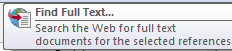 Find Full Text...
Search the Web for full text
documents for the selected references